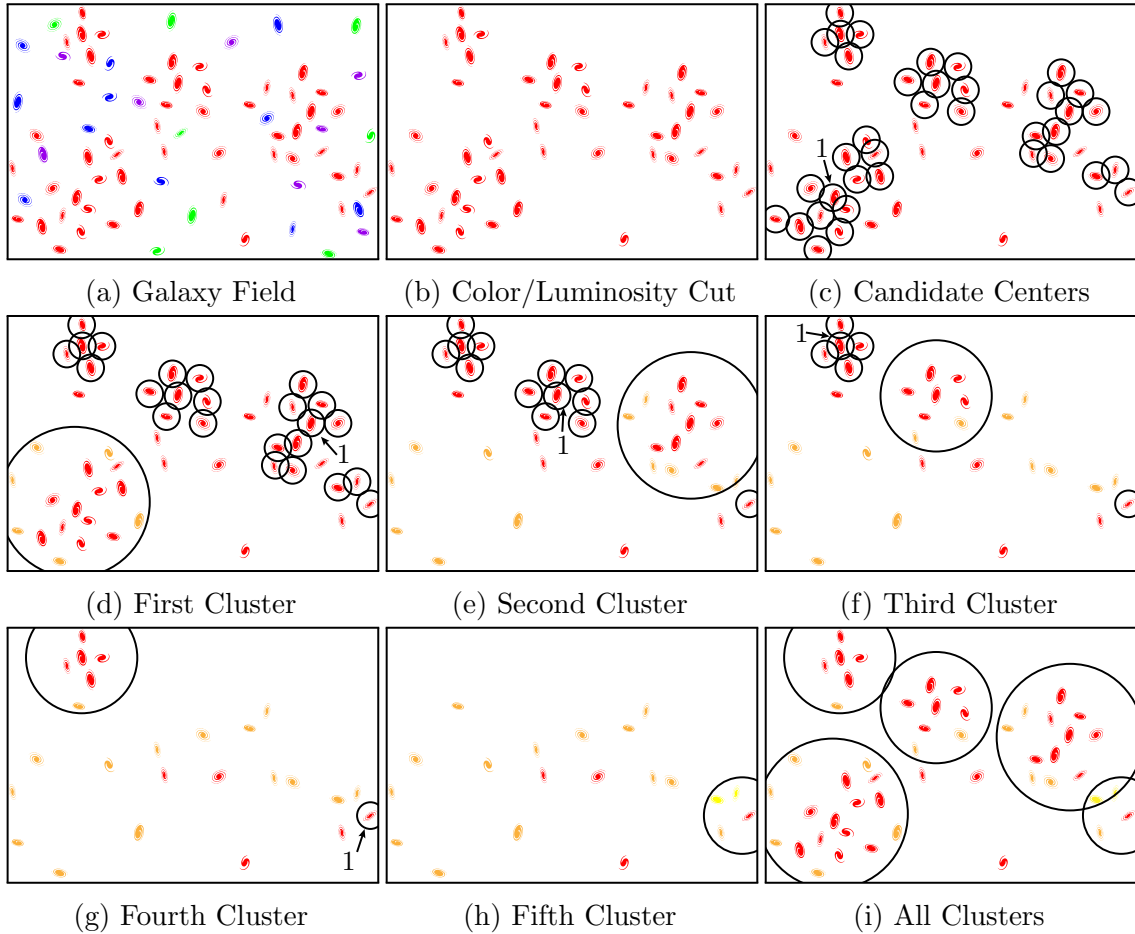 (a) Galaxy Field
(b) Color/Luminosity Cut
1
(c) Candidate Centers
1
(d) First Cluster
1
(e) Second Cluster
1
(f) Third Cluster
1
(g) Fourth Cluster
(h) Fifth Cluster
(i) All Clusters